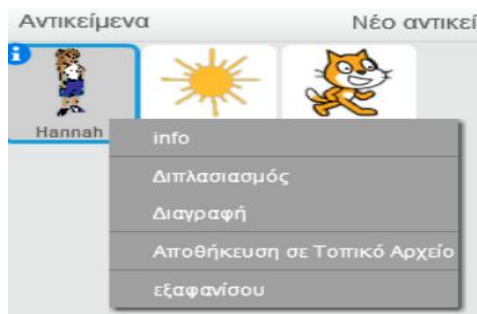 Αντικείμενα Νέο αντικεί
i
Hannah
info
Διπλασιασμός
Διαγραφή
Αποθήκευση σε Τοπικό Αρχείο
εξαφανίσου